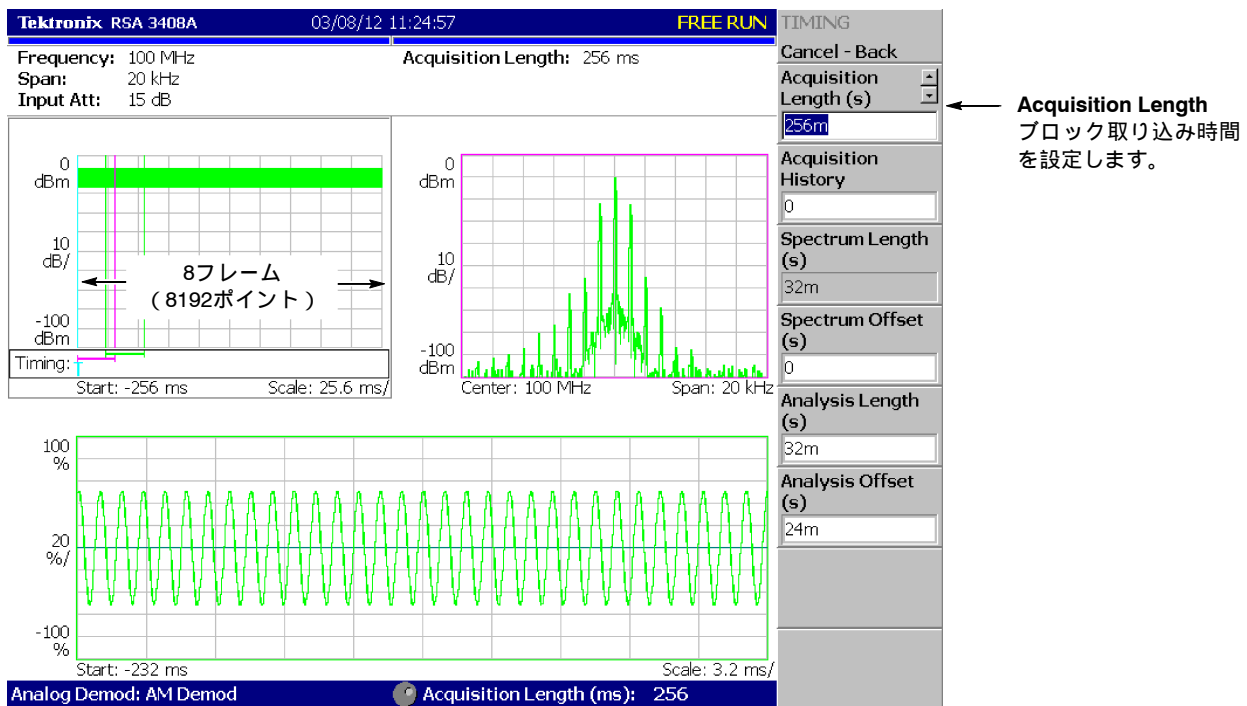 Tektronix RSA 3408A 03/08/12 11:24:57 FREE RUN
Frequency: 100 MHz
Span: 20 kHz
Input Att: 15 dB
Acquisition Length: 256 ms
0
dBm
10
dB/
-100
dBm
8フレーム
(8192ポイント)
Timing:
Start: -256 ms Scale: 25.6 ms/
0
dBm
10
dB/
-100
dBm
Center: 100 MHz Span: 20 kHz
100
%
20
%/
-100
%
Start: -232 ms Scale: 3.2 ms/
Analog Demod: AM Demod Acquisition Length (ms): 256
TIMING
Cancel - Back
Acquisition
Length (s)
256m
Acquisition
History
0
Spectrum Length
(s)
32m
Spectrum Offset
(s)
0
Analysis Length
(s)
32m
Analysis Offset
(s)
24m
Acquisition Length
ブロック取り込み時間
を設定します。